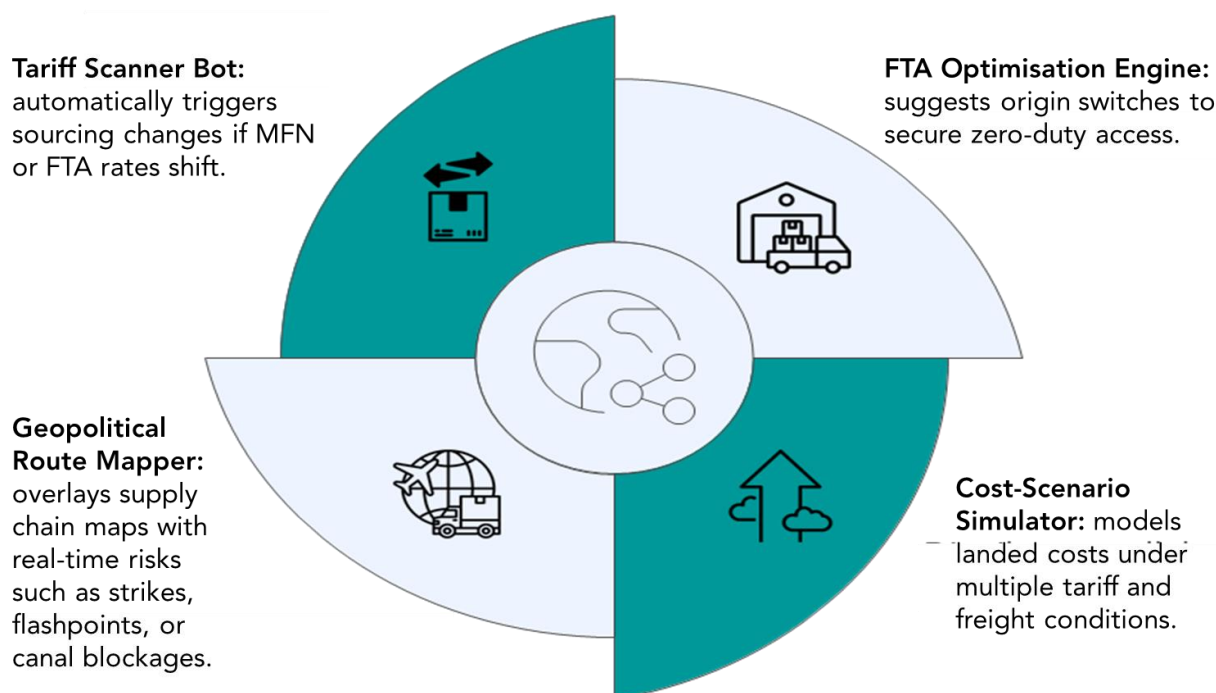 Tariff Scanner Bot:
automatically triggers
sourcing changes if MFN
or FTA rates shift.
FTA Optimisation Engine:
suggests origin switches to
secure zero-duty access.
Geopolitical
Route Mapper:
overlays supply
chain maps with
real-time risks
such as strikes,
flashpoints, or
canal blockages.
Cost-Scenario
Simulator: models
landed costs under
multiple tariff and
freight conditions.